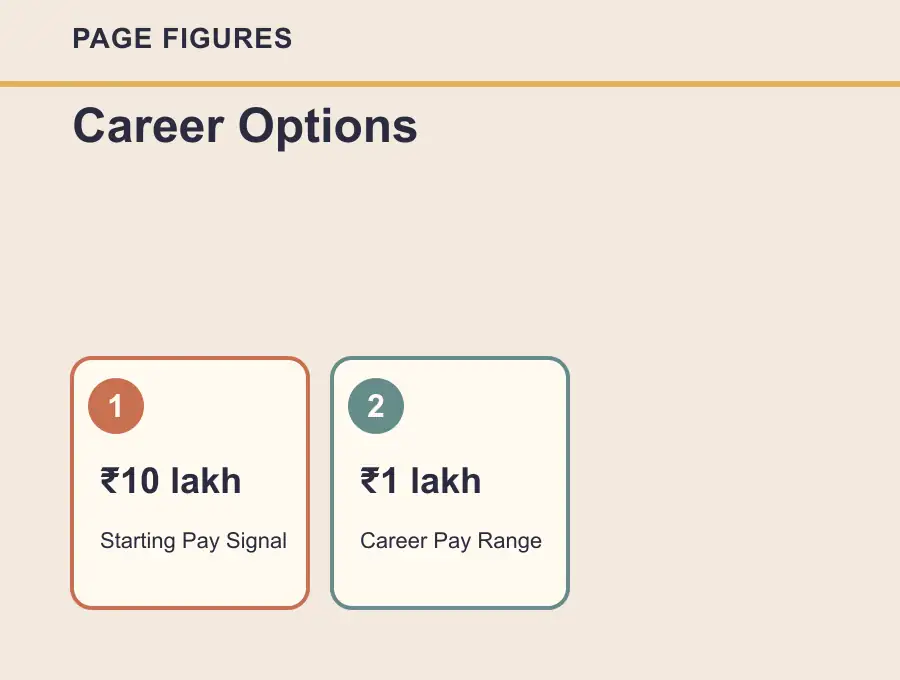 PAGE FIGURES
Career Options
1
₹10 lakh
Starting Pay Signal
2
₹1 lakh
Career Pay Range